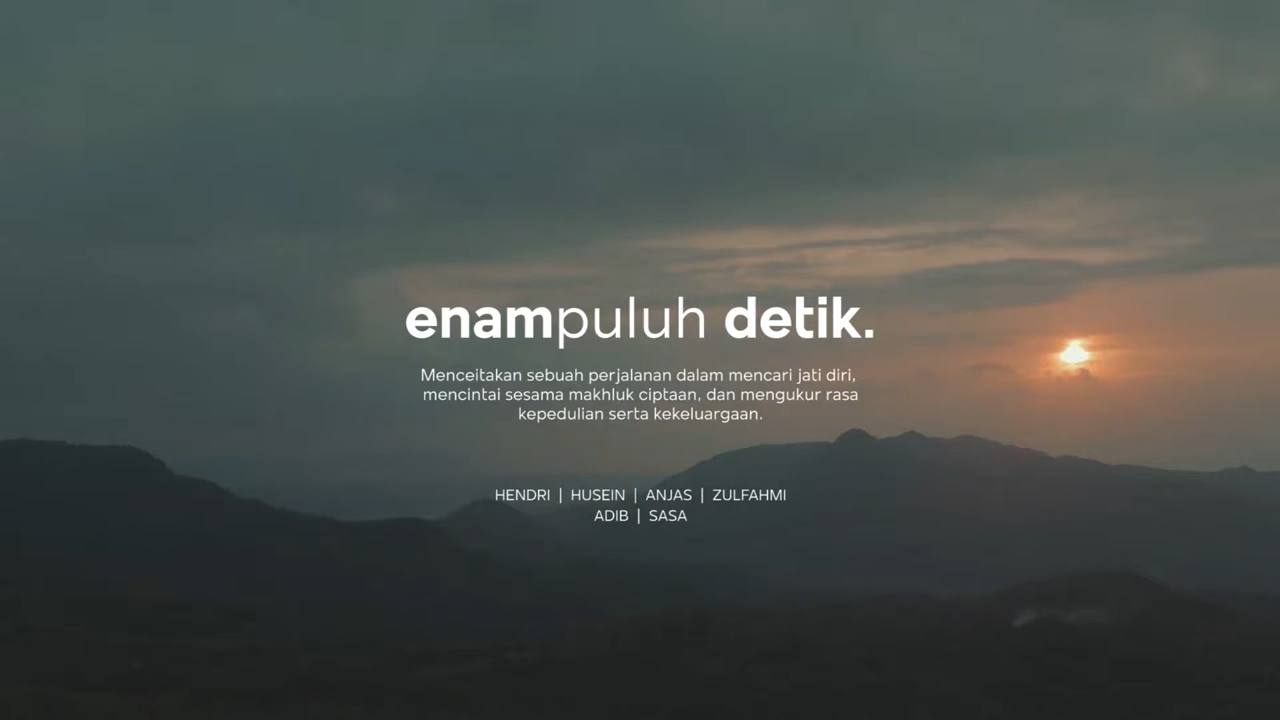 enampuluh detik.
Menceitakan sebuah perjalanan dalam mencari jati diri,
mencintai sesama makhluk ciptaan, dan mengukur rasa
kepedulian serta kekeluargaan.
HENDRI | HUSEIN | ANJAS | ZULFAHMI
ADIB | SASA